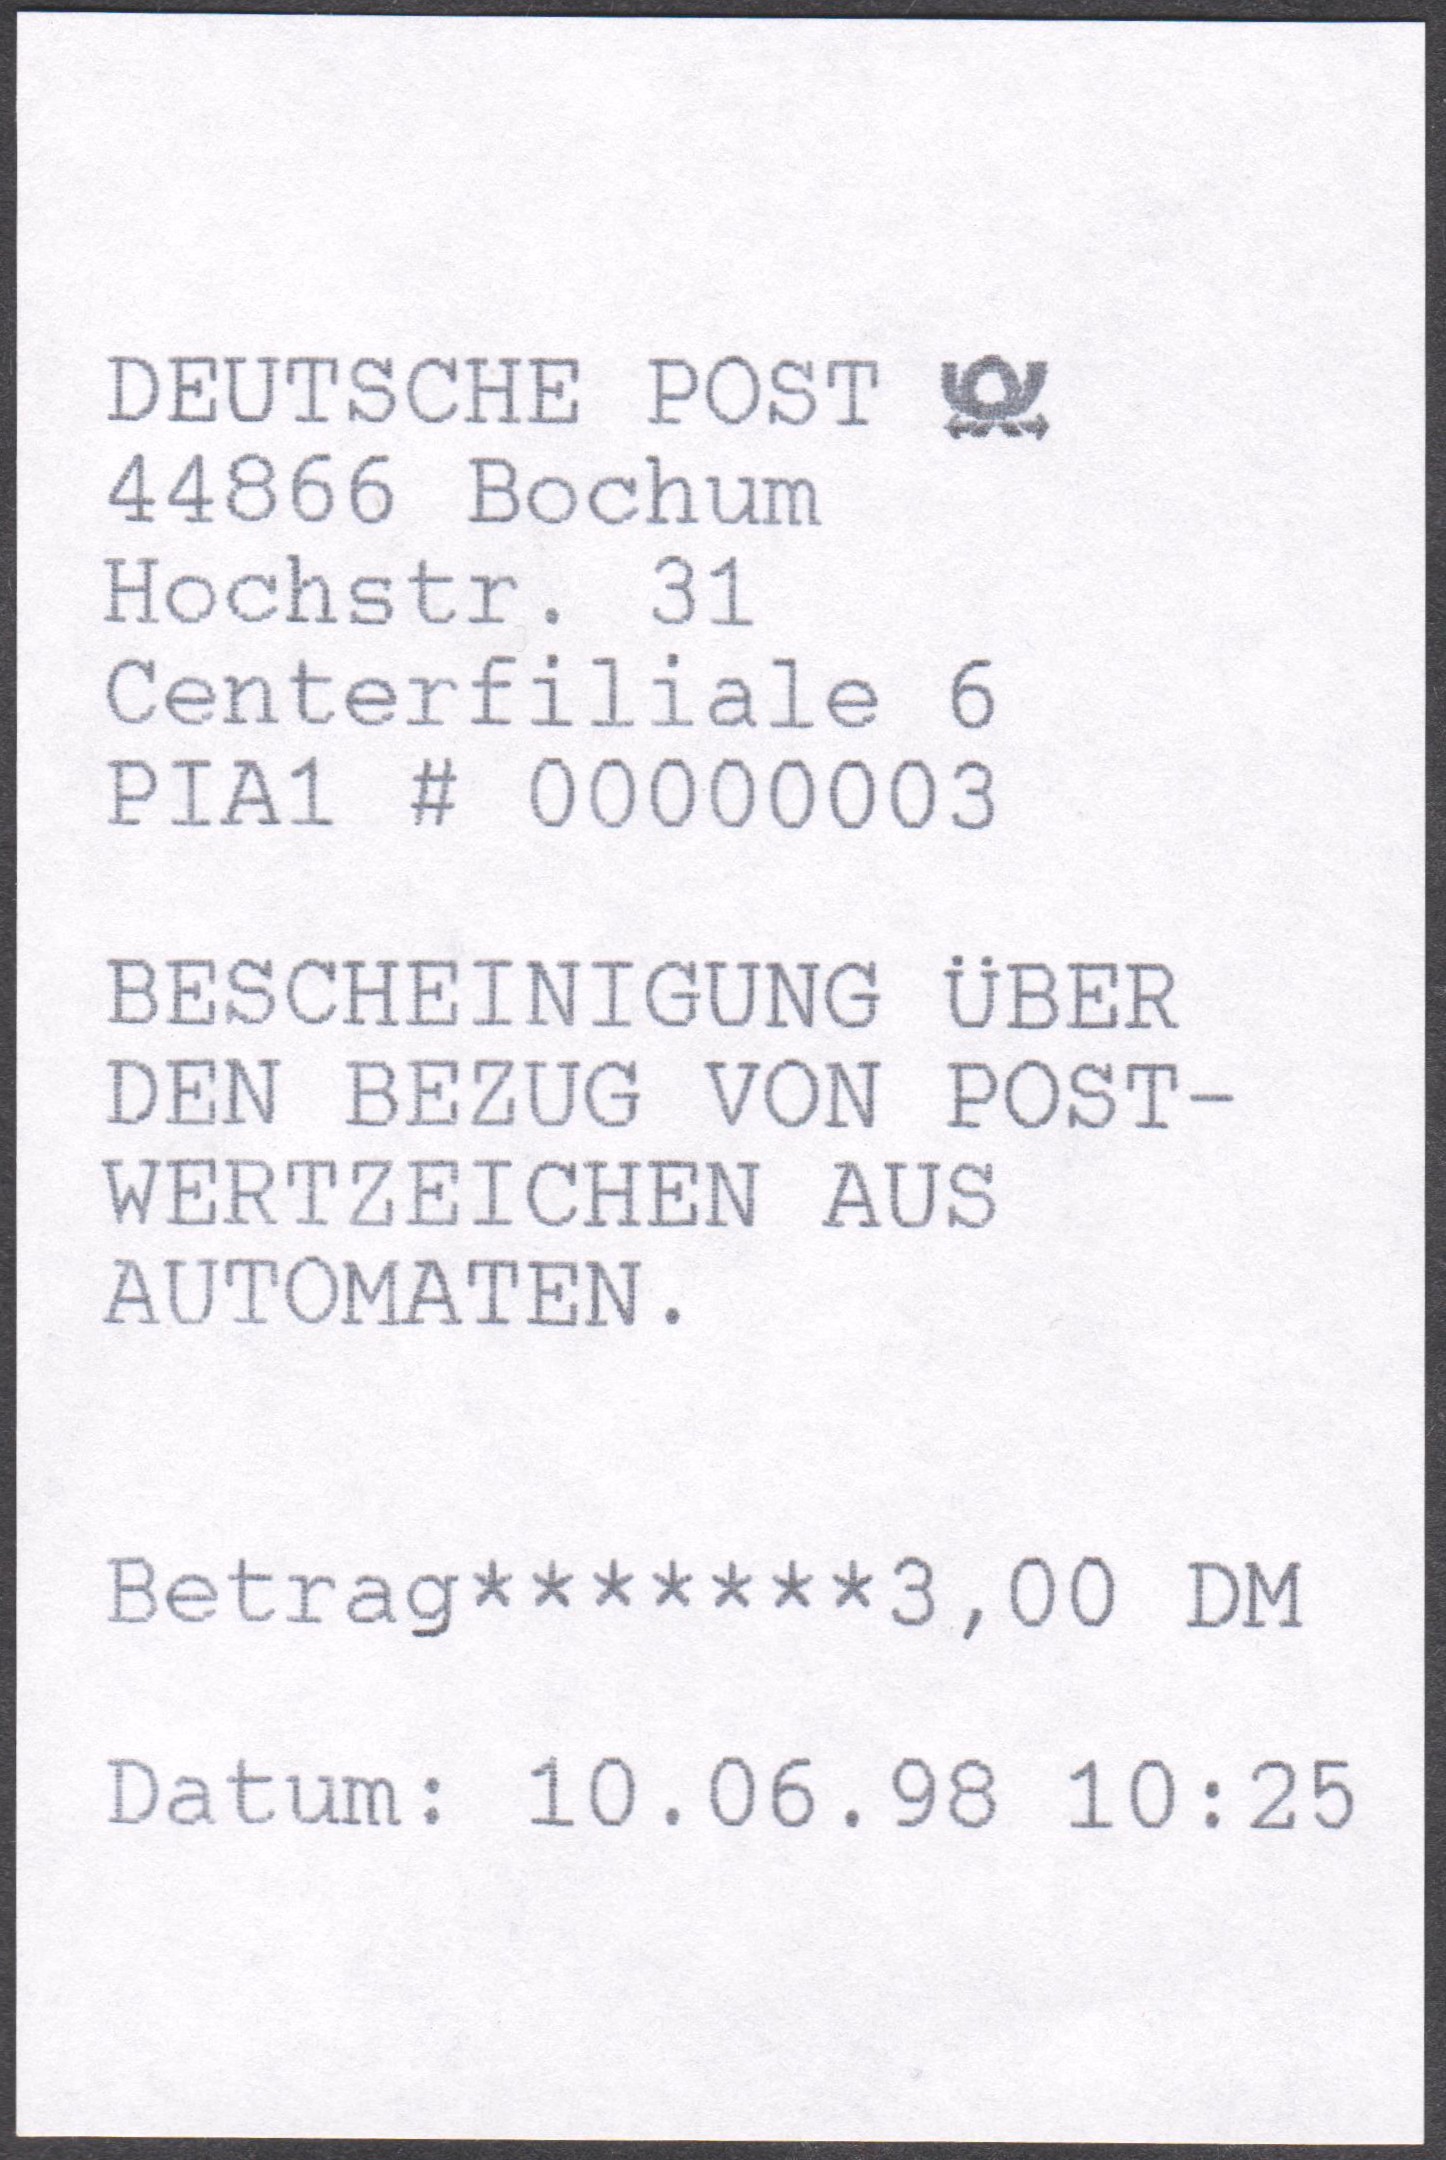 DEUTSCHE POST
44866 Bochum
Hochstr. 31
Centerfiliale 6
PIA1 # 00000003
BESCHEINIGUNG ÜBER
DEN BEZUG VON POST-
WERTZEICHEN AUS
AUTOMATEN.
Betrag*******3,00 DM
Datum: 10.06.98 10:25